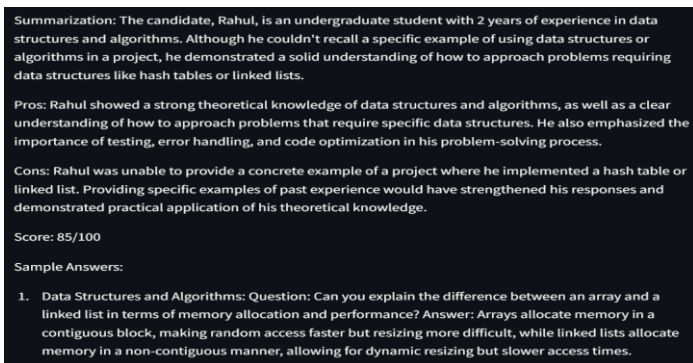 Summarization: The candidate, Rahul, is an undergraduate student with 2 years of experience in data
structures and algorithms. Although he couldn't recall a specific example of using data structures or
algorithms in a project, he demonstrated a solid understanding of how to approach problems requiring
data structures like hash tables or linked lists.
Pros: Rahul showed a strong theoretical knowledge of data structures and algorithms, as well as a clear
understanding of how to approach problems that require specific data structures. He also emphasized the
importance of testing, error handling, and code optimization in his problem-solving process.
Cons: Rahul was unable to provide a concrete example of a project where he implemented a hash table or
linked list. Providing specific examples of past experience would have strengthened his responses and
demonstrated practical application of his theoretical knowledge.
Score: 85/100
Sample Answers:
1. Data Structures and Algorithms: Question: Can you explain the difference between an array and a
linked list in terms of memory allocation and performance? Answer: Arrays allocate memory in a
contiguous block, making random access faster but resizing more difficult, while linked lists allocate
memory in a non-contiguous manner, allowing for dynamic resizing but slower access times.